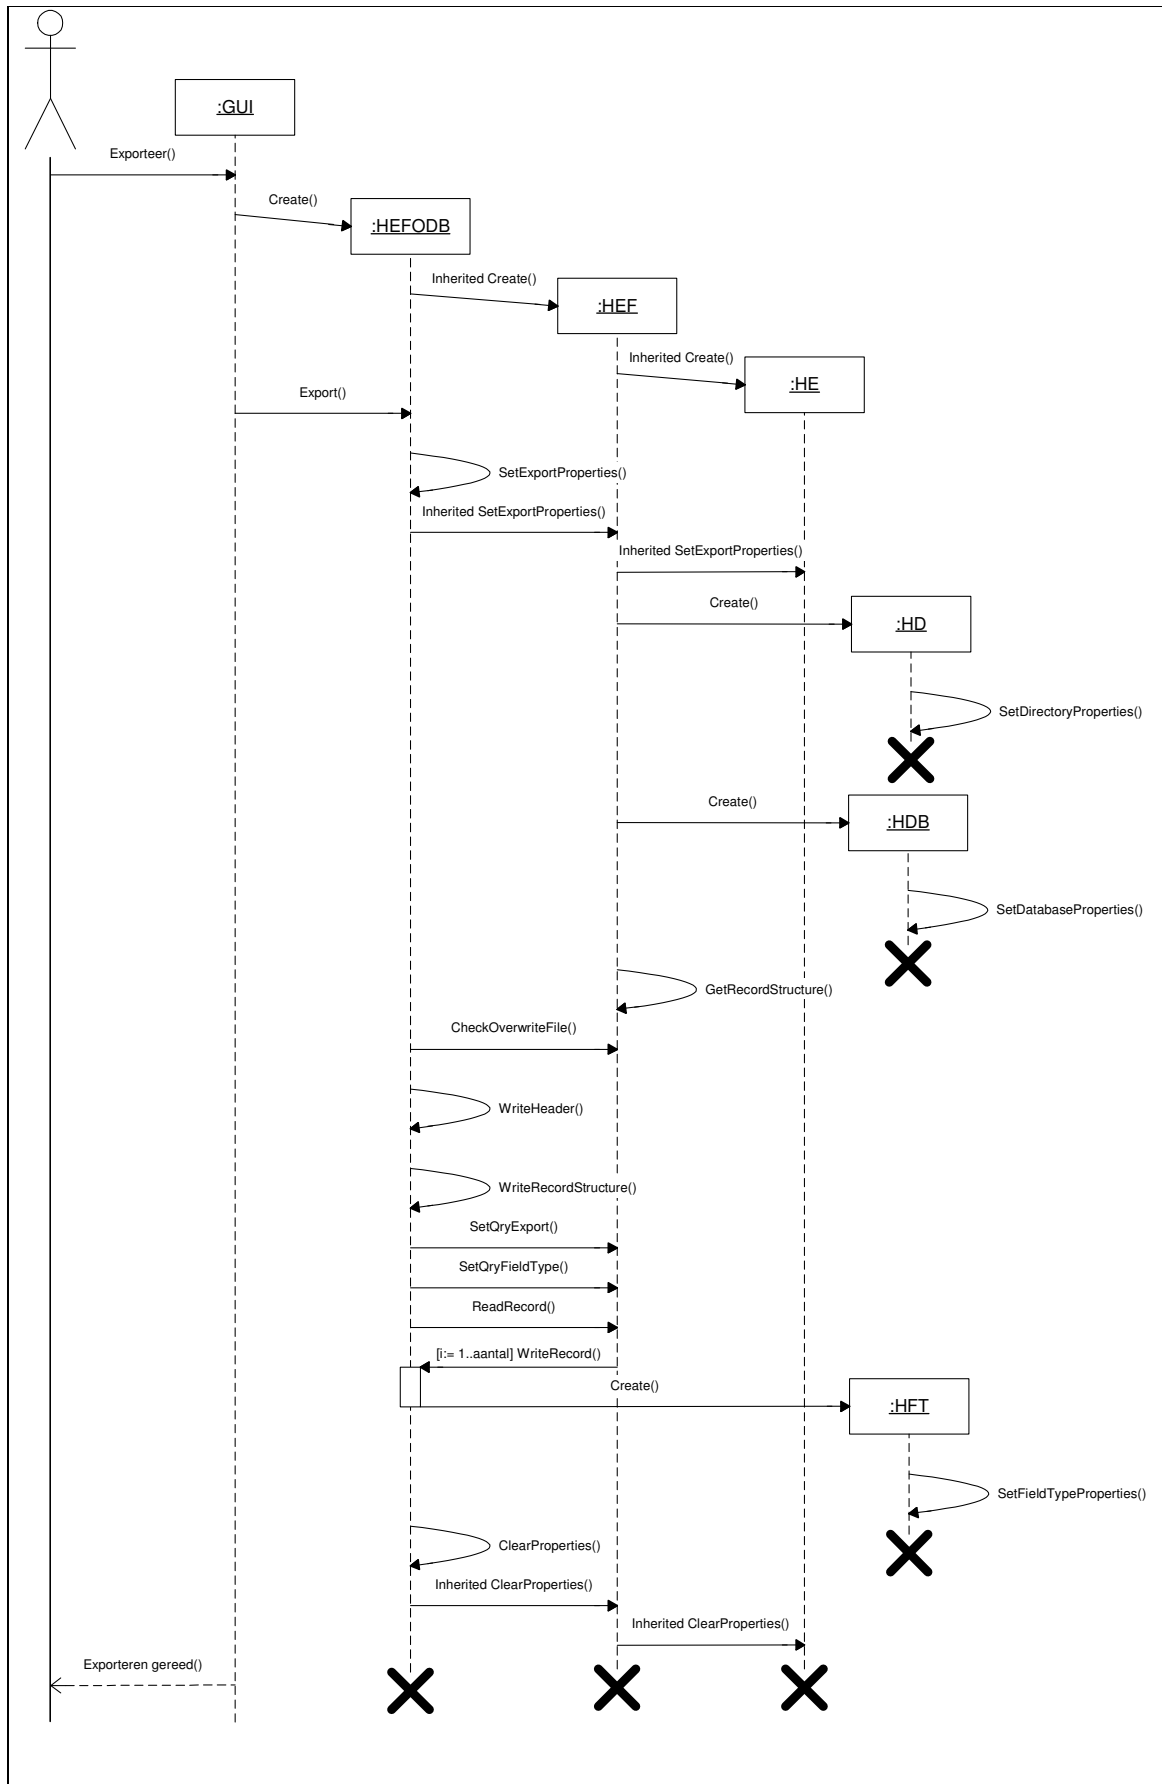 :GUI
Exporteer()
Create()
:HEFODB
Inherited Create()
:HEF
Inherited Create()
:HE
Export()
SetExportProperties()
Inherited SetExportProperties()
Inherited SetExportProperties()
Create()
:HD
SetDirectoryProperties()
Create()
:HDB
SetDatabaseProperties()
GetRecordStructure()
CheckOverwriteFile()
WriteHeader()
WriteRecordStructure()
SetQryExport()
SetQryFieldType()
ReadRecord()
[i:= 1..aantal] WriteRecord()
Create()
:HFT
SetFieldTypeProperties()
ClearProperties()
Inherited ClearProperties()
Inherited ClearProperties()
Exporteren gereed()